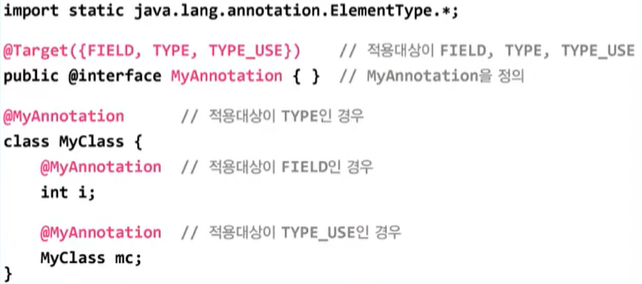 import static java.lang.annotation.ElementType.*;
@Target({FIELD, TYPE, TYPE_USE}) // 적용대상이 FIELD, TYPE, TYPE_USE
public @interface MyAnnotation { } // MyAnnotation을 정의
@MyAnnotation // 적용대상이 TYPE인 경우
class MyClass {
@MyAnnotation // 적용대상이 FIELD인 경우
int i;
@MyAnnotation // 적용대상이 TYPE_USE인 경우
MyClass mc;
}